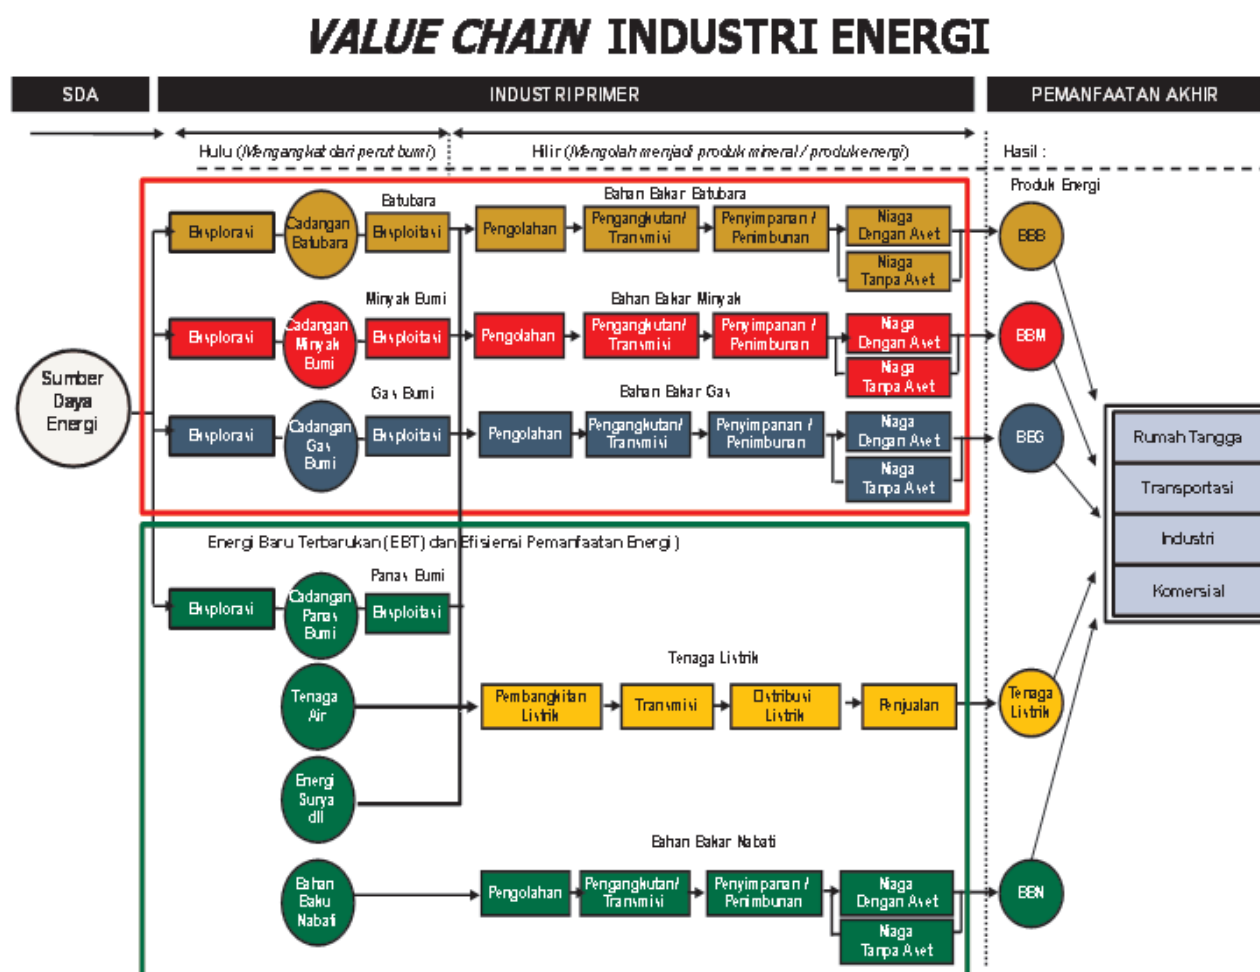 VALUE CHAIN INDUSTRI ENERGI
SDA
INDUSTRI PRIMER
PEMANFAATAN AKHIR
Hulu (Mengangkat dari perut bumi)
Hilir (Mengolah menjadi produk mineral / produk energi)
Hasil :
Produk Energi
Sumber
Daya
Energi
Batubara
Bahan Bakar Batubara
Eksplorasi
Cadangan
Batubara
Eksploitasi
Pengolahan
Pengangkutan/
Transmisi
Penyimpanan /
Penimbunan
Niaga
Dengan Aset
Niaga
Tanpa Aset
BBB
Minyak Bumi
Bahan Bakar Minyak
Eksplorasi
Cadangan
Minyak
Bumi
Eksploitasi
Pengolahan
Pengangkutan/
Transmisi
Penyimpanan /
Penimbunan
Niaga
Dengan Aset
Niaga
Tanpa Aset
BBM
Gas Bumi
Bahan Bakar Gas
Eksplorasi
Cadangan
Gas
Bumi
Eksploitasi
Pengolahan
Pengangkutan/
Transmisi
Penyimpanan /
Penimbunan
Niaga
Dengan Aset
Niaga
Tanpa Aset
BBG
Rumah Tangga
Transportasi
Industri
Komersial
Energi Baru Terbarukan (EBT) dan Efisiensi Pemanfaatan Energi )
Panas Bumi
Eksplorasi
Cadangan
Panas
Bumi
Eksploitasi
Tenaga
Air
Tenaga Listrik
Pembangkitan
Listrik
Transmisi
Distribusi
Listrik
Penjualan
Tenaga
Listrik
Energi
Surya
dll
Bahan Bakar Nabati
Bahan
Baku
Nabati
Pengolahan
Pengangkutan/
Transmisi
Penyimpanan /
Penimbunan
Niaga
Dengan Aset
Niaga
Tanpa Aset
BBN